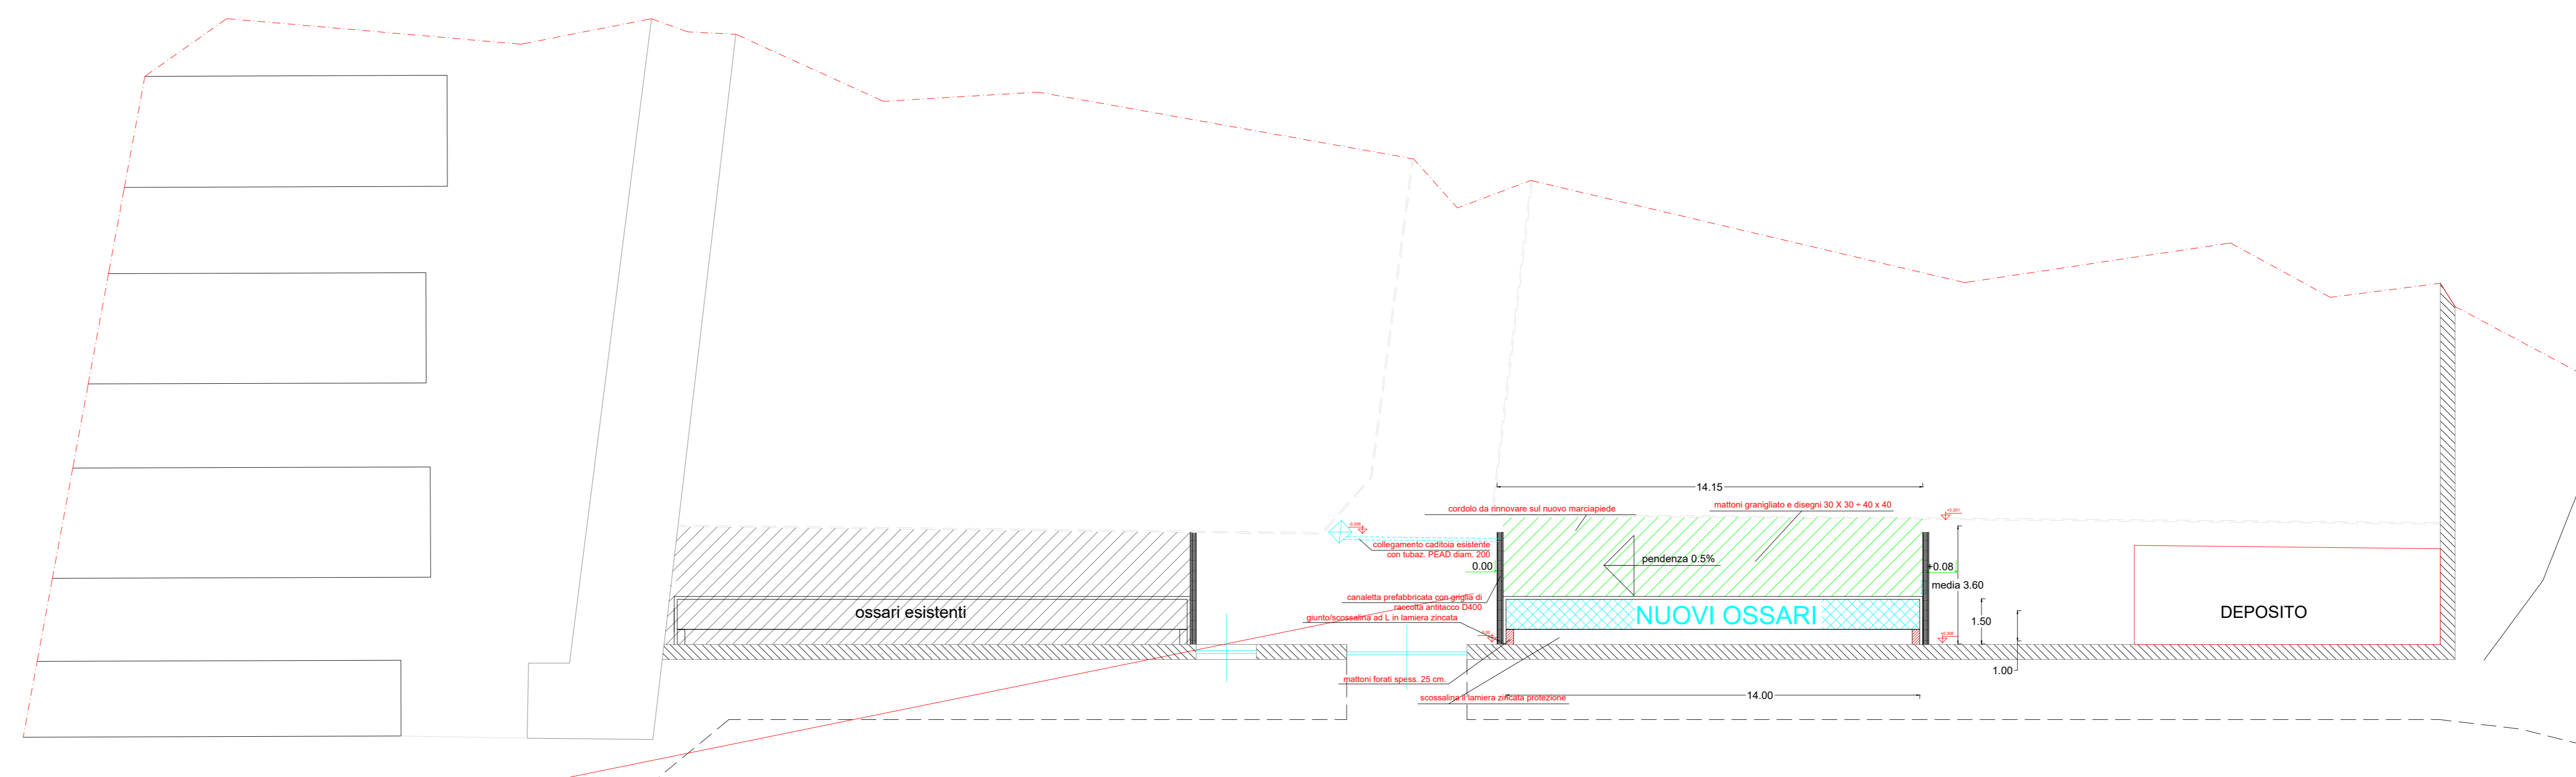 14.15
cordolo da rinnovare sul nuovo marciapiede
mattoni granigliato e disegni 30 X 30 ÷ 40 x 40
collegamento caditoia esistente
con tubaz. PEAD diam. 200
0.00
pendenza 0.5%
+0.08
media 3.60
canaletta prefabbricata con griglia di
raccolta antitacco D400
giunto/scossalina ad L in lamiera zincata
ossari esistenti
NUOVI OSSARI
1.50
DEPOSITO
1.00
mattoni forati spess. 25 cm.
scossalina il lamiera zincata protezione
14.00